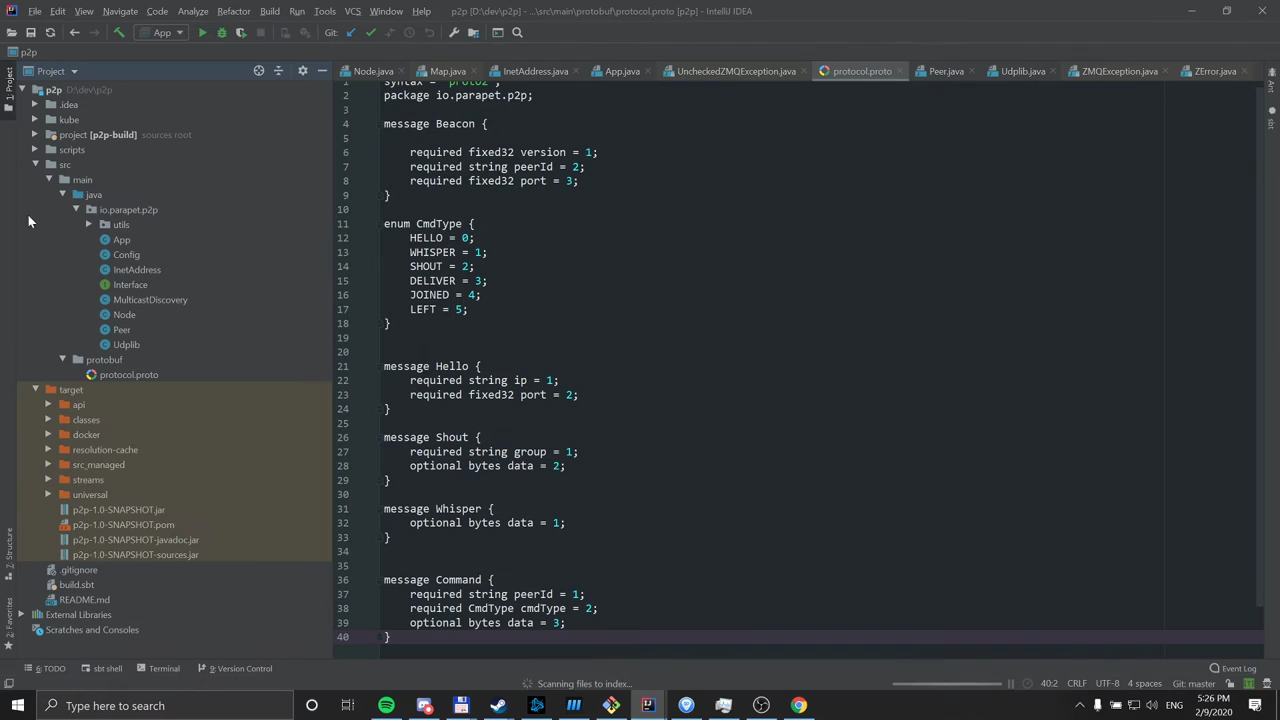 File Edit View Navigate Code Analyze Refactor Build Run Tools VCS Window Help p2p [D:\dev\p2p] - ...\src\main\protobuf\protocol.proto [p2p] - IntelliJ IDEA
App Git:
p2p
Project Node.java Map.java InetAddress.java App.java UncheckedZMQException.java protocol.proto Peer.java Udplib.java ZMQException.java ZError.java
1: Project
Z: Structure
2: Favorites
Ant
sbt
p2p D:\dev\p2p
.idea
kube
project [p2p-build] sources root
scripts
src
main
java
io.parapet.p2p
utils
App
Config
InetAddress
Interface
MulticastDiscovery
Node
Peer
Udplib
protobuf
protocol.proto
target
api
classes
docker
resolution-cache
src_managed
streams
universal
p2p-1.0-SNAPSHOT.jar
p2p-1.0-SNAPSHOT.pom
p2p-1.0-SNAPSHOT-javadoc.jar
p2p-1.0-SNAPSHOT-sources.jar
.gitignore
build.sbt
README.md
External Libraries
Scratches and Consoles
1 syntax = "proto2";
2 package io.parapet.p2p;
3
4 message Beacon {
5
6 required fixed32 version = 1;
7 required string peerId = 2;
8 required fixed32 port = 3;
9 }
10
11 enum CmdType {
12 HELLO = 0;
13 WHISPER = 1;
14 SHOUT = 2;
15 DELIVER = 3;
16 JOINED = 4;
17 LEFT = 5;
18 }
19
20
21 message Hello {
22 required string ip = 1;
23 required fixed32 port = 2;
24 }
25
26 message Shout {
27 required string group = 1;
28 optional bytes data = 2;
29 }
30
31 message Whisper {
32 optional bytes data = 1;
33 }
34
35
36 message Command {
37 required string peerId = 1;
38 required CmdType cmdType = 2;
39 optional bytes data = 3;
40 }
6: TODO sbt shell Terminal 9: Version Control Event Log
Scanning files to index... 40:2 CRLF UTF-8 4 spaces Git: master
Type here to search 5:26 PM
2/9/2020